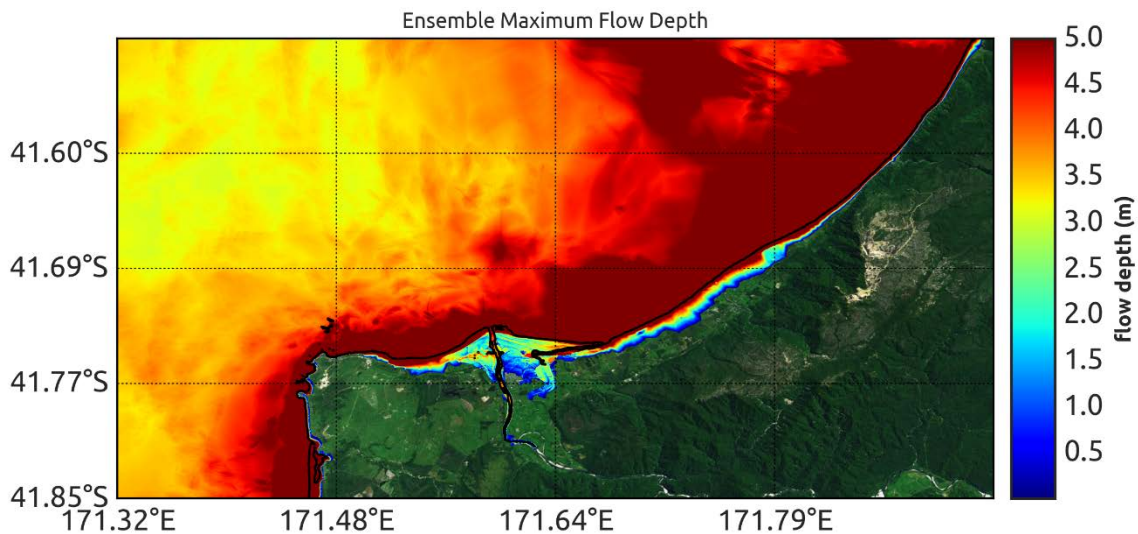 Ensemble Maximum Flow Depth
41.60°S
41.69°S
41.77°S
41.85°S
171.32°E
171.48°E
171.64°E
171.79°E
5.0
4.5
4.0
3.5
3.0
2.5
2.0
1.5
1.0
0.5
flow depth (m)